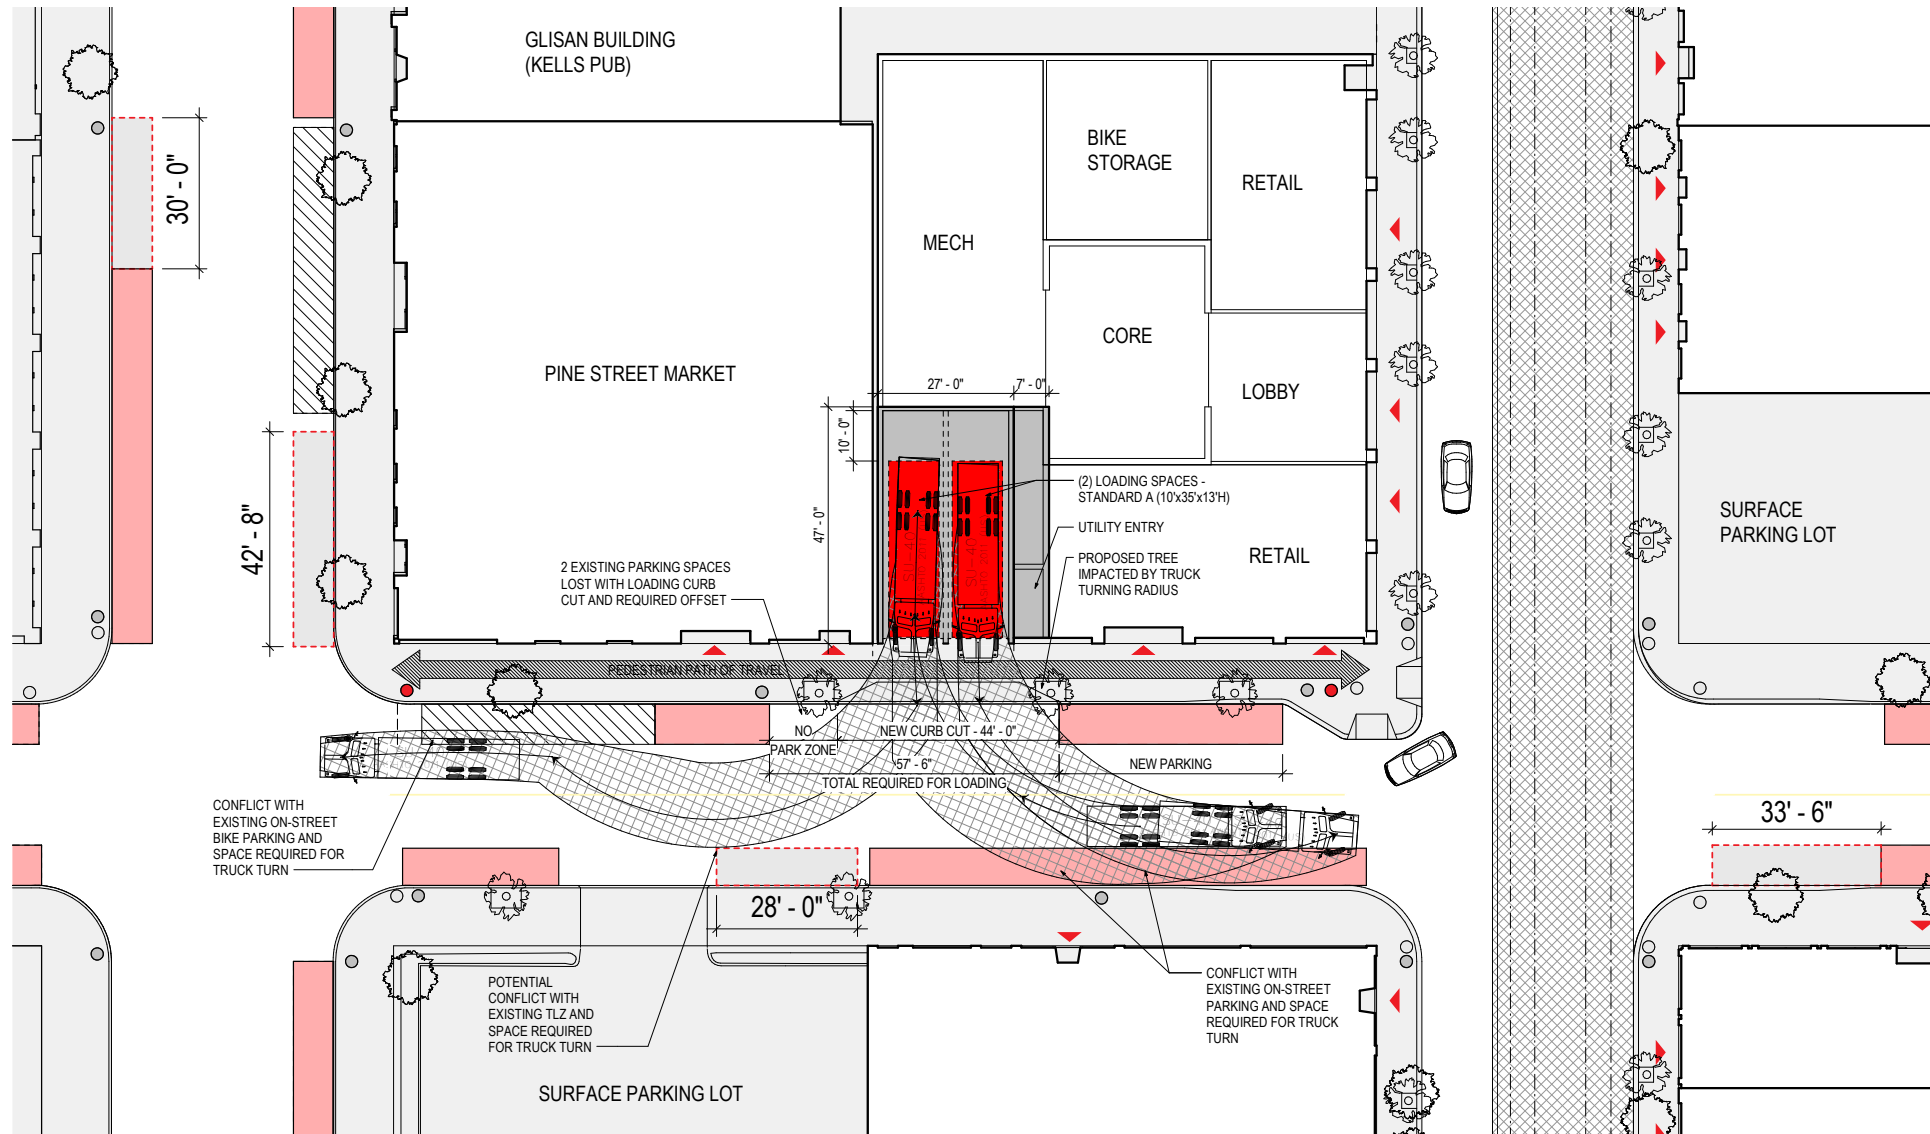 GLISAN BUILDING
(KELLS PUB)
BIKE
STORAGE
RETAIL
30' - 0"
MECH
CORE
PINE STREET MARKET
LOBBY
27' - 0"
7' - 0"
10' - 0"
47' - 0"
42' - 8"
(2) LOADING SPACES -
STANDARD A (10'x35'x13'H)
UTILITY ENTRY
PROPOSED TREE
IMPACTED BY TRUCK
TURNING RADIUS
RETAIL
SURFACE
PARKING LOT
2 EXISTING PARKING SPACES
LOST WITH LOADING CURB
CUT AND REQUIRED OFFSET
PEDESTRIAN PATH OF TRAVEL
NO
PARK ZONE
NEW CURB CUT - 44' - 0"
57' - 6"
TOTAL REQUIRED FOR LOADING
NEW PARKING
CONFLICT WITH
EXISTING ON-STREET
BIKE PARKING AND
SPACE REQUIRED FOR
TRUCK TURN
33' - 6"
28' - 0"
POTENTIAL
CONFLICT WITH
EXISTING TLZ AND
SPACE REQUIRED
FOR TRUCK TURN
CONFLICT WITH
EXISTING ON-STREET
PARKING AND SPACE
REQUIRED FOR TRUCK
TURN
SURFACE PARKING LOT